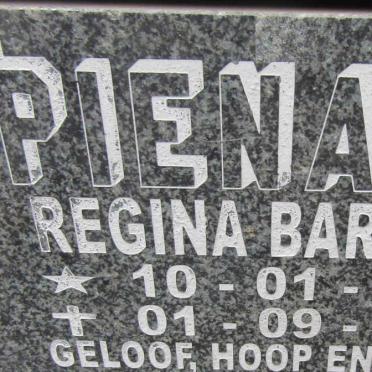 PIENA
REGINA BAR
☆ 10 - 01 -
✝ 01 - 09 -
GELOOF, HOOP EN